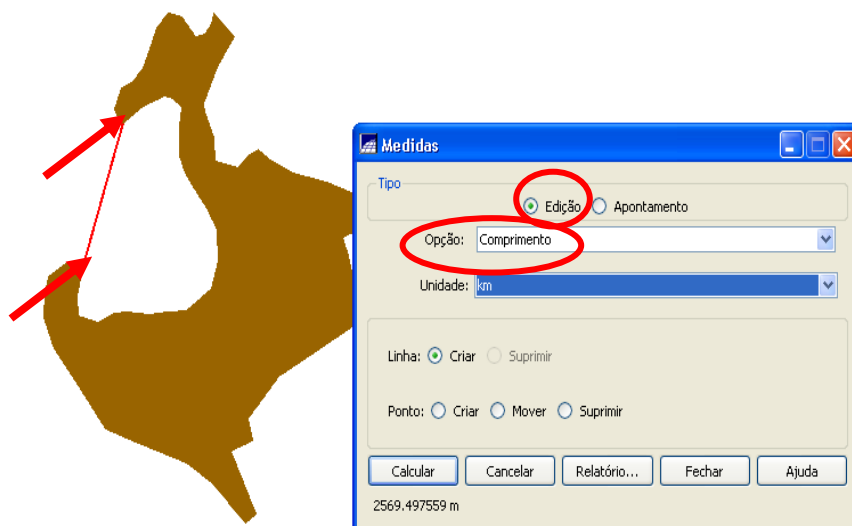 Medidas
Tipo
Edição Apontamento
Opção: Comprimento
Unidade: km
Linha: Criar Suprimir
Ponto: Criar Mover Suprimir
Calcular Cancelar Relatório... Fechar Ajuda
2569.497559 m